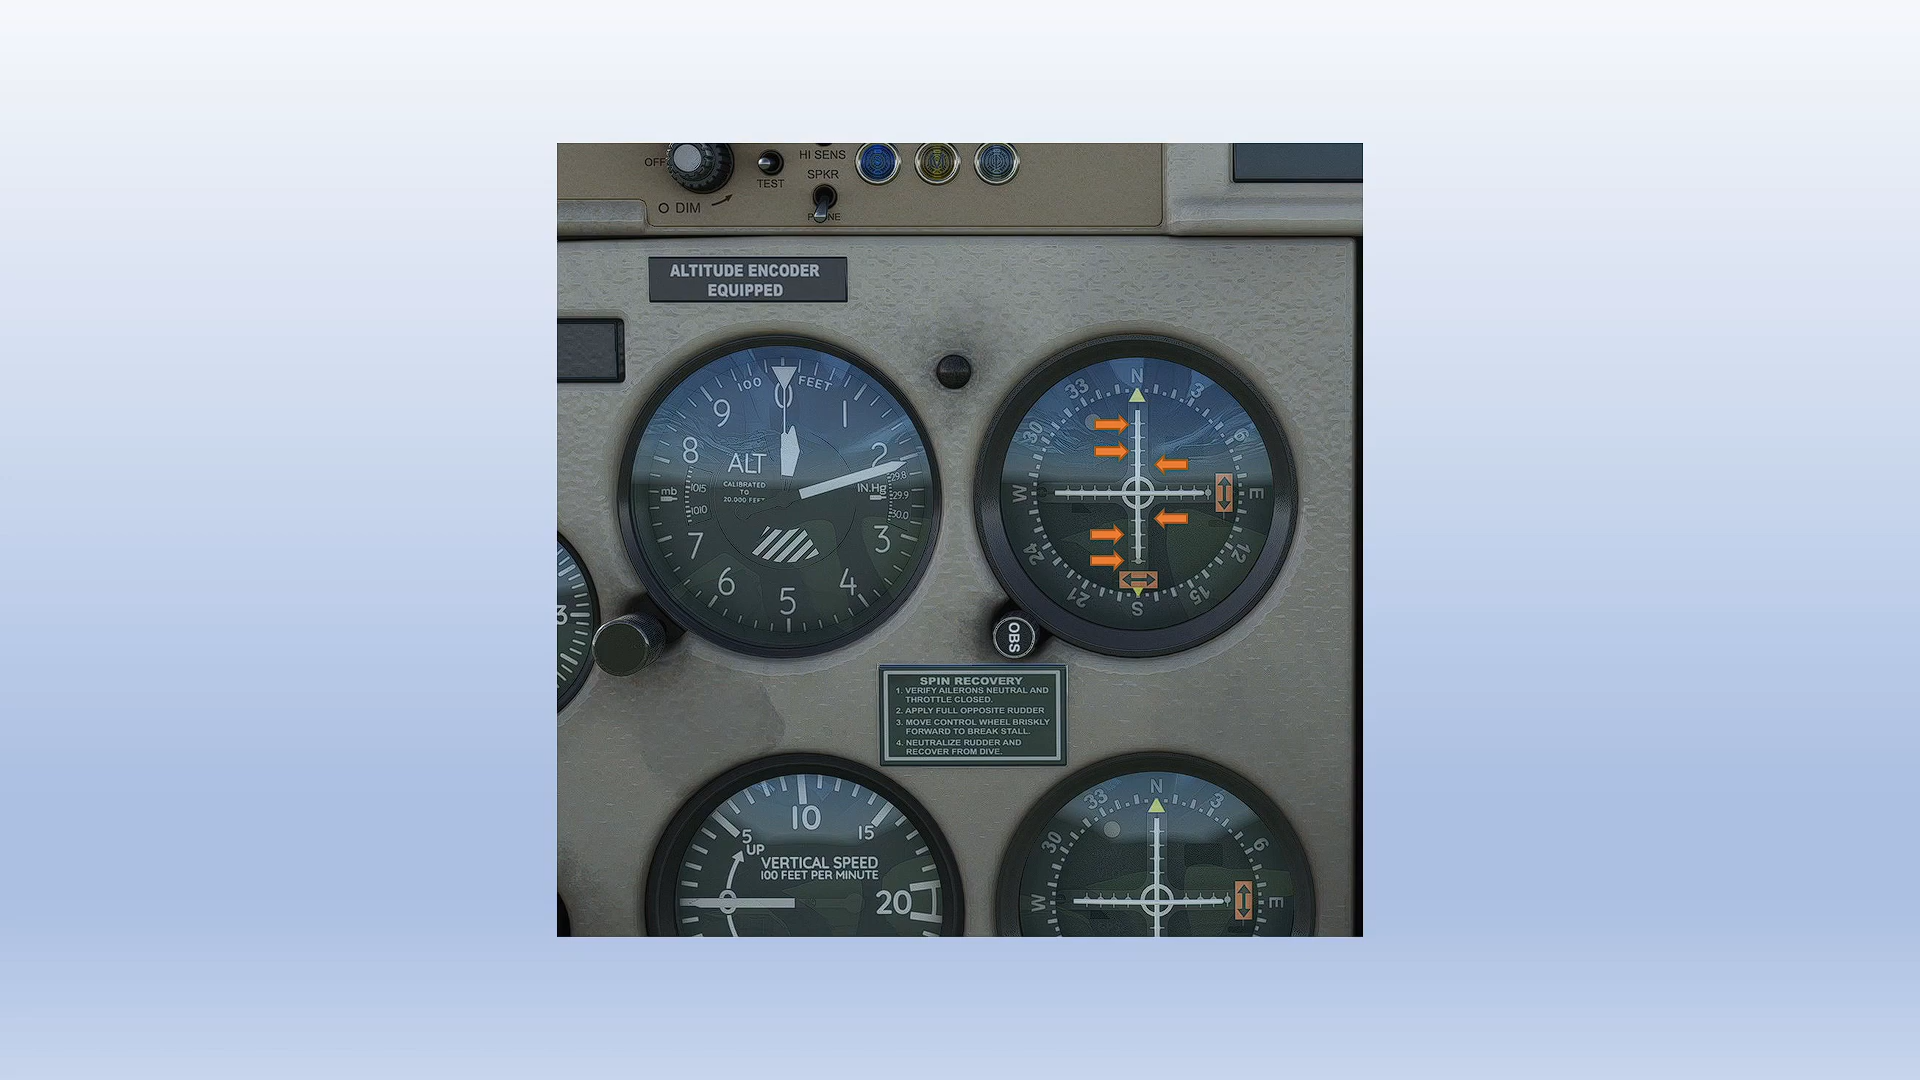 OFF
TEST
HI SENS
SPKR
DIM
ALTITUDE ENCODER
EQUIPPED
100 FEET
0
1
2
3
4
5
6
7
8
9
ALT
CALIBRATED
TO
20,000 FEET
mb
1015
1010
IN.Hg
29.8
29.9
30.0
N
3
6
E
12
15
S
21
24
W
30
33
OBS
3
SPIN RECOVERY
1. VERIFY AILERONS NEUTRAL AND
THROTTLE CLOSED.
2. APPLY FULL OPPOSITE RUDDER
3. MOVE CONTROL WHEEL BRISKLY
FORWARD TO BREAK STALL.
4. NEUTRALIZE RUDDER AND
RECOVER FROM DIVE.
5
10
15
20
UP
VERTICAL SPEED
100 FEET PER MINUTE
0
N
3
6
E
W
30
33